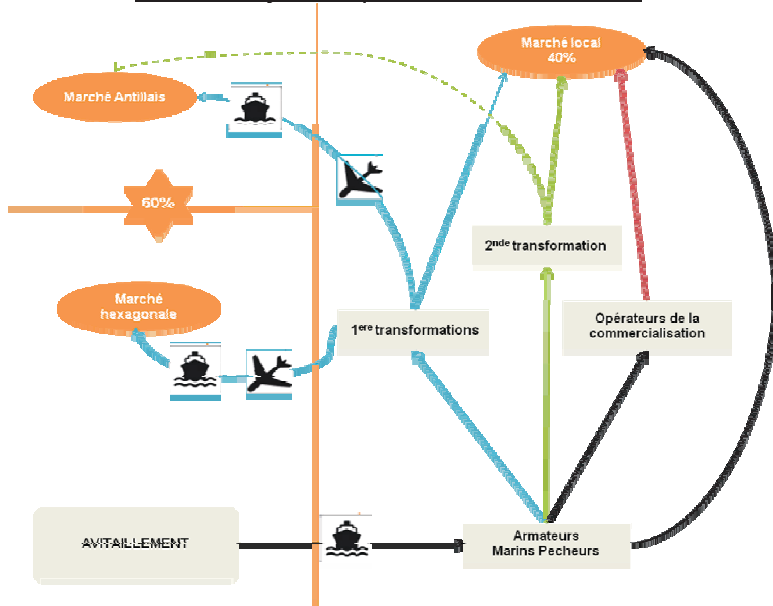 Marché local
40%
Marché Antillais
60%
2nde transformation
Marché
hexagonale
1ère transformations
Opérateurs de la
commercialisation
AVITAILLEMENT
Armateurs
Marins Pecheurs